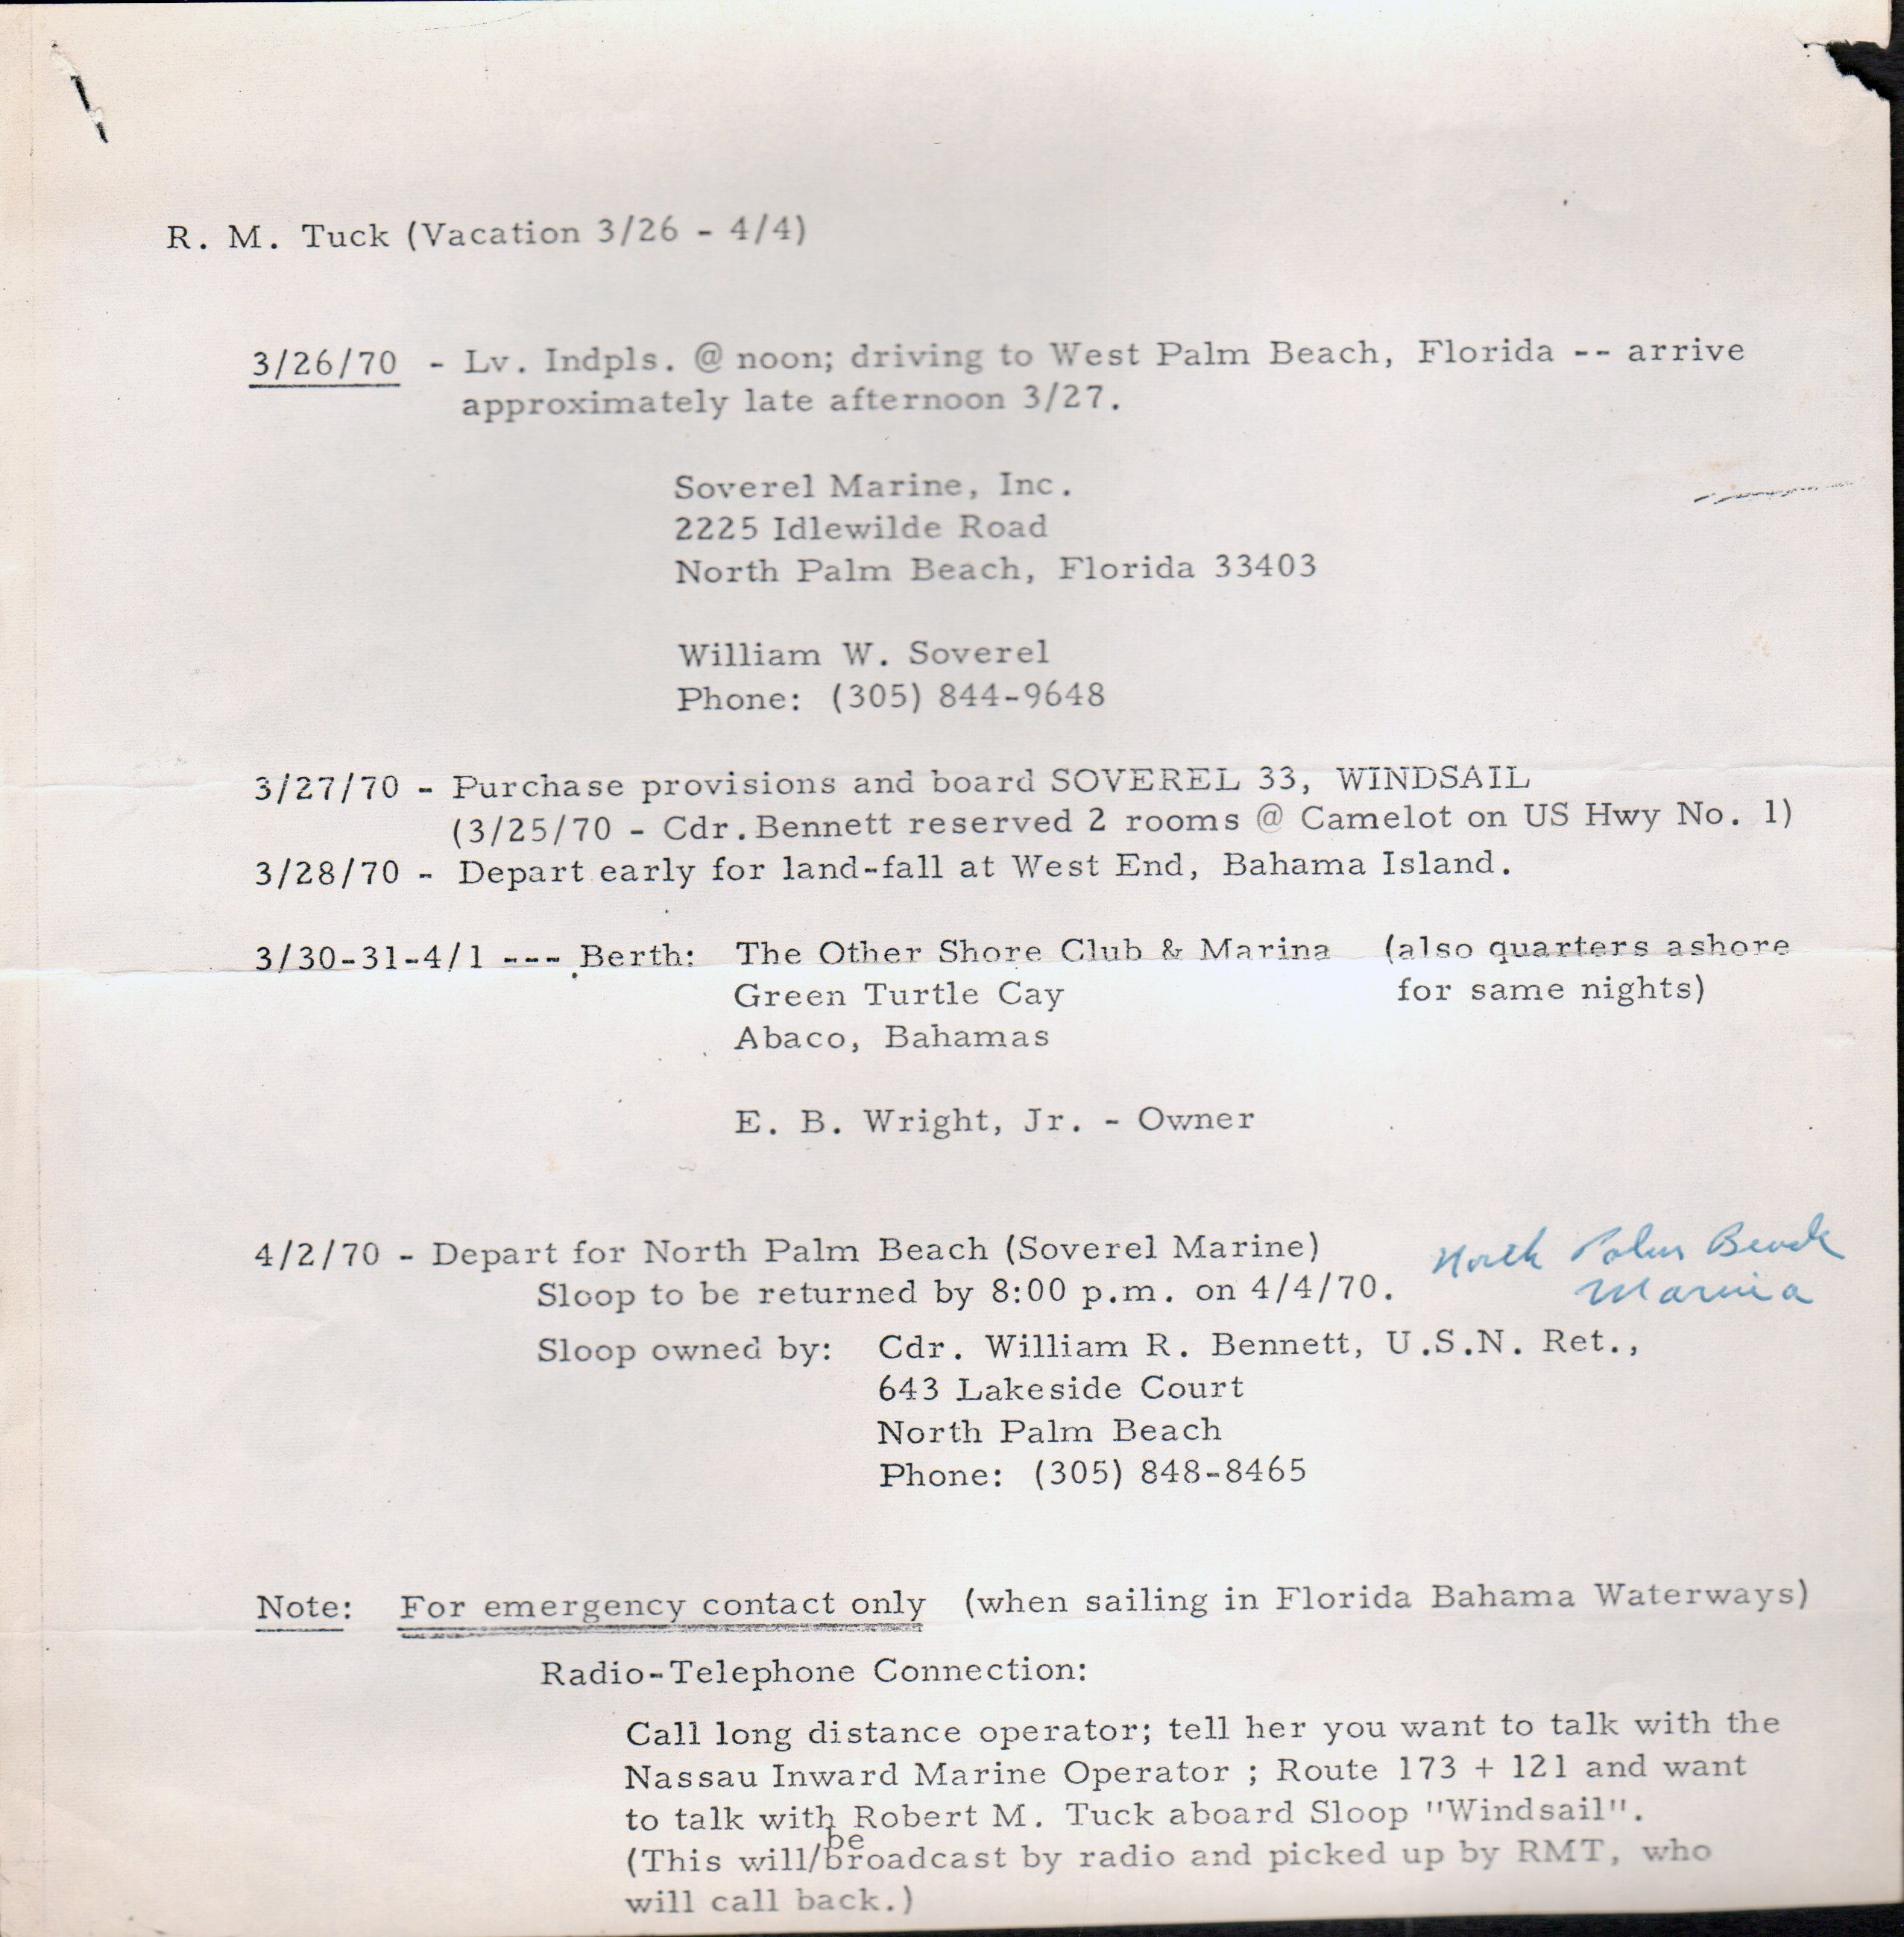 R. M. Tuck (Vacation 3/26 - 4/4)
3/26/70 - Lv. Indpls. @ noon; driving to West Palm Beach, Florida -- arrive
approximately late afternoon 3/27.
Soverel Marine, Inc.
2225 Idlewilde Road
North Palm Beach, Florida 33403
William W. Soverel
Phone: (305) 844-9648
3/27/70 - Purchase provisions and board SOVEREL 33, WINDSAIL
(3/25/70 - Cdr. Bennett reserved 2 rooms @ Camelot on US Hwy No. 1)
3/28/70 - Depart early for land-fall at West End, Bahama Island.
3/30-31-4/1 --- Berth: The Other Shore Club & Marina (also quarters ashore
Green Turtle Cay for same nights)
Abaco, Bahamas
E. B. Wright, Jr. - Owner
4/2/70 - Depart for North Palm Beach (Soverel Marine) North Palm Beach
Sloop to be returned by 8:00 p.m. on 4/4/70. Marina
Sloop owned by: Cdr. William R. Bennett, U.S.N. Ret.,
643 Lakeside Court
North Palm Beach
Phone: (305) 848-8465
Note: For emergency contact only (when sailing in Florida Bahama Waterways)
Radio-Telephone Connection:
Call long distance operator; tell her you want to talk with the
Nassau Inward Marine Operator ; Route 173 + 121 and want
to talk with Robert M. Tuck aboard Sloop "Windsail".
be
(This will/broadcast by radio and picked up by RMT, who
will call back.)